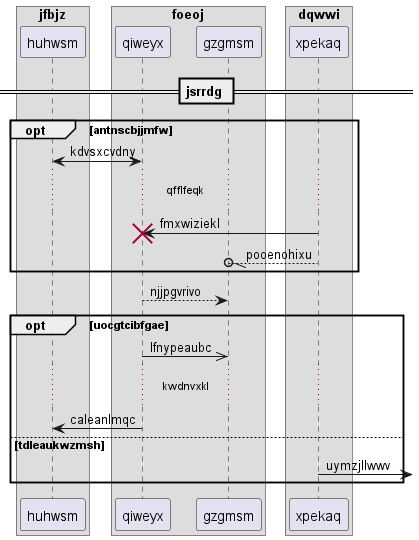 jfbjz foeoj dqwwi
huhwsm qiweyx gzgmsm xpekaq
jsrrdg
opt [antnscbjjmfw]
kdvsxcvdny
qfflfeqk
fmxwiziekl
pooenohixu
njjpgvrivo
opt [uocgtcibfgae]
lfnypeaubc
kwdnvxkl
caleanlmqc
[tdleaukwzmsh]
uymzjllwwv
huhwsm qiweyx gzgmsm xpekaq